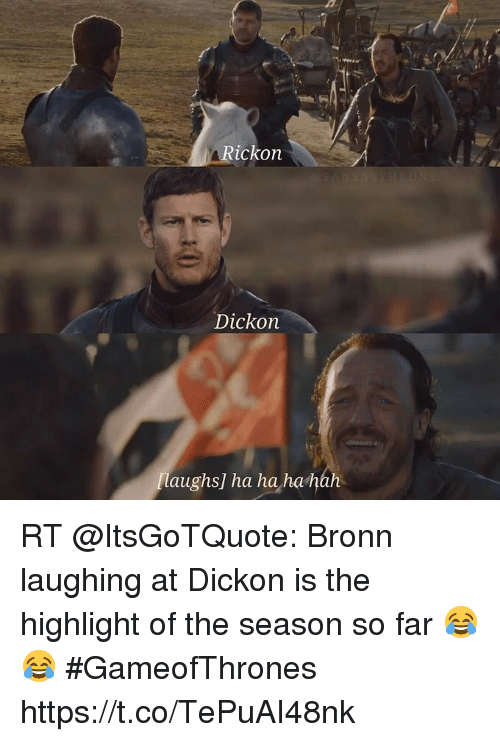 Rickon
@SANSASTHRONE
Dickon
[laughs] ha ha ha hah
RT @ItsGoTQuote: Bronn
laughing at Dickon is the
highlight of the season so far 😂
😂 #GameofThrones
https://t.co/TePuAI48nk